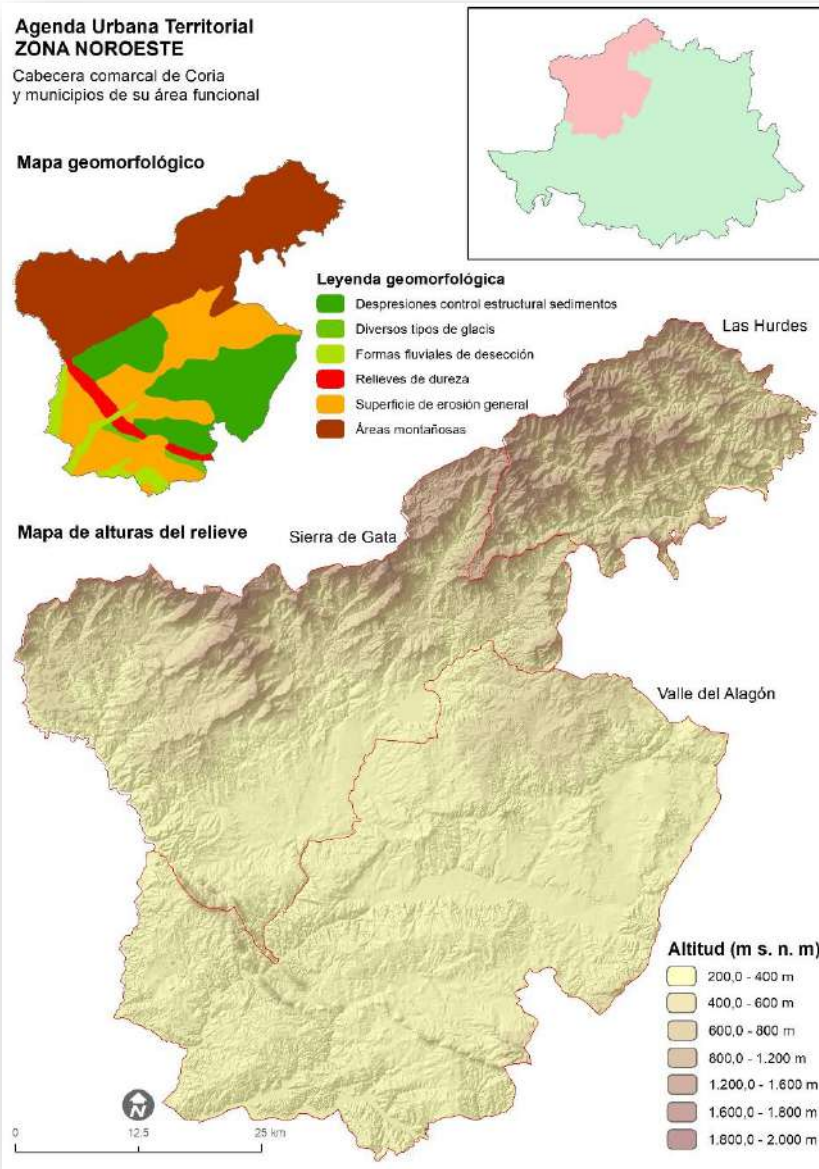 Agenda Urbana Territorial
ZONA NOROESTE
Cabecera comarcal de Coria
y municipios de su área funcional
Mapa geomorfológico
Leyenda geomorfológica
Despresiones control estructural sedimentos
Diversos tipos de glacis
Formas fluviales de desección
Relieves de dureza
Superficie de erosión general
Áreas montañosas
Las Hurdes
Mapa de alturas del relieve
Sierra de Gata
Valle del Alagón
Altitud (m s. n. m)
200,0 - 400 m
400,0 - 600 m
600,0 - 800 m
800,0 - 1.200 m
1.200,0 - 1.600 m
1.600,0 - 1.800 m
1.800,0 - 2.000 m
N
0 12,5 25 km